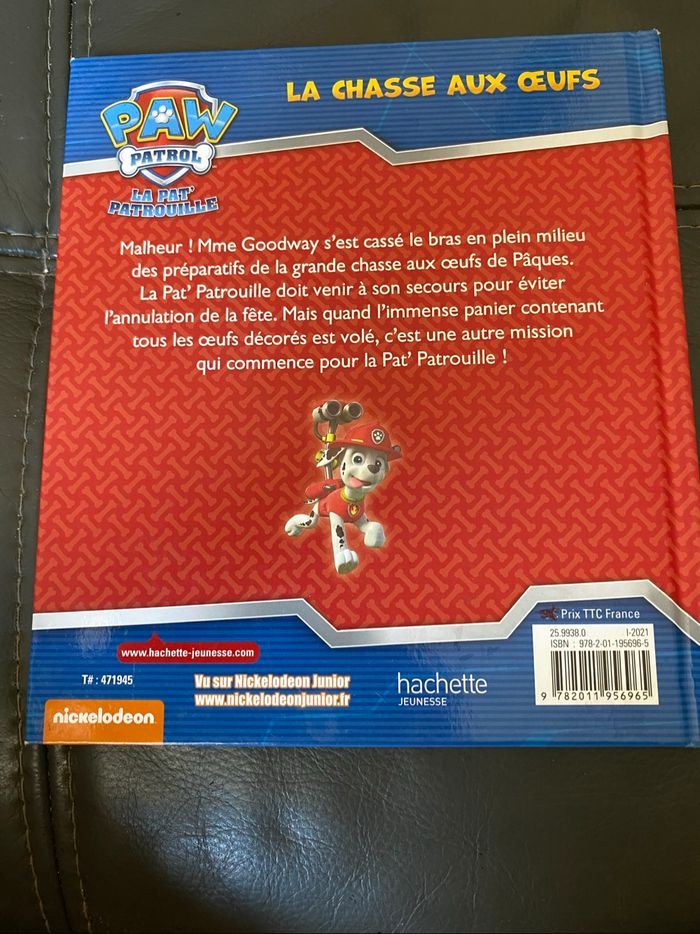 LA CHASSE AUX ŒUFS
PAW
PATROL
LA PAT'
PATROUILLE
Malheur ! Mme Goodway s'est cassé le bras en plein milieu
des préparatifs de la grande chasse aux œufs de Pâques.
La Pat' Patrouille doit venir à son secours pour éviter
l'annulation de la fête. Mais quand l'immense panier contenant
tous les œufs décorés est volé, c'est une autre mission
qui commence pour la Pat' Patrouille !
Prix TTC France
25.9938.0 I-2021
ISBN : 978-2-01-195696-5
9 782011 956965
www.hachette-jeunesse.com
T# : 471945
Vu sur Nickelodeon Junior
www.nickelodeonjunior.fr
hachette
JEUNESSE
nickelodeon